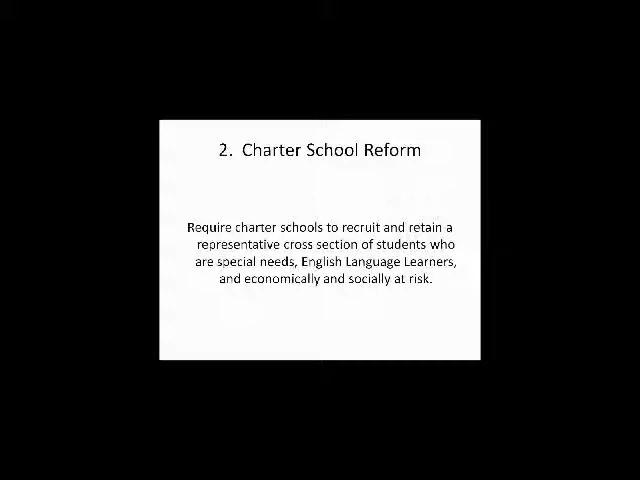 2. Charter School Reform
Require charter schools to recruit and retain a
representative cross section of students who
are special needs, English Language Learners,
and economically and socially at risk.